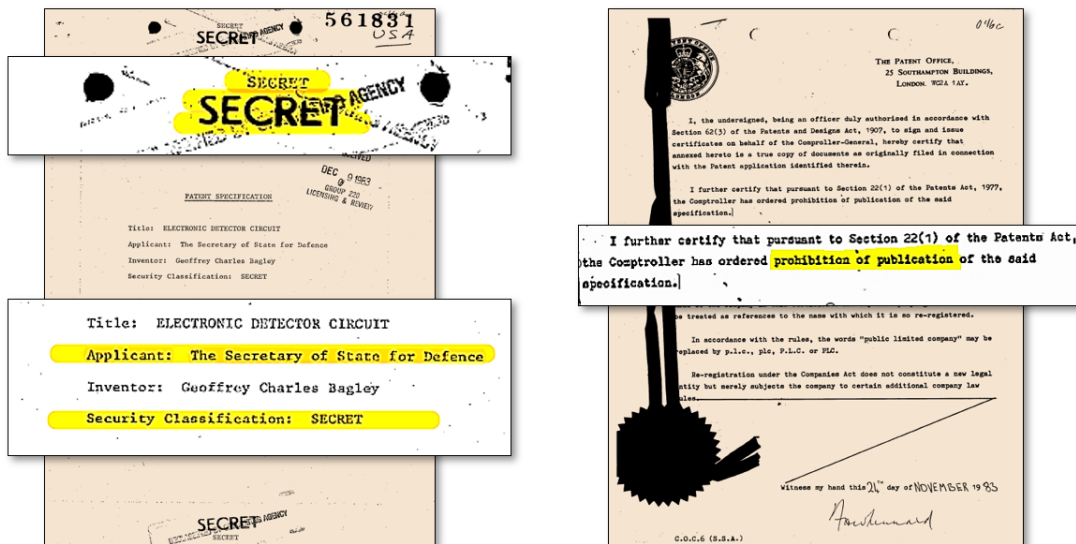 561831
USA
SECRET
SECRET
AGENCY
SECRET
SECRET
AGENCY
DEC 9 1983
GROUP 220
LICENSING & REVIEW
PATENT SPECIFICATION
Title: ELECTRONIC DETECTOR CIRCUIT
Applicant: The Secretary of State for Defence
Inventor: Geoffrey Charles Bagley
Security Classification: SECRET
Title: ELECTRONIC DETECTOR CIRCUIT
Applicant: The Secretary of State for Defence
Inventor: Geoffrey Charles Bagley
Security Classification: SECRET
SECRET
AGENCY
SECRET
THE PATENT OFFICE,
25 SOUTHAMPTON BUILDINGS,
LONDON. WC2A 1AY.
I, the undersigned, being an officer duly authorised in accordance with
Section 62(3) of the Patents and Designs Act, 1907, to sign and issue
certificates on behalf of the Comptroller-General, hereby certify that
annexed hereto is a true copy of documents as originally filed in connection
with the Patent application identified therein.
I further certify that pursuant to Section 22(1) of the Patents Act, 1977,
the Comptroller has ordered prohibition of publication of the said
specification.
I further certify that pursuant to Section 22(1) of the Patents Act,
the Comptroller has ordered prohibition of publication of the said
specification.
be treated as references to the name with which it is so re-registered.
In accordance with the rules, the words "public limited company" may be
replaced by p.l.c., plc, P.L.C. or PLC.
Re-registration under the Companies Act does not constitute a new legal
entity but merely subjects the company to certain additional company law
rules.
Witness my hand this 24th day of NOVEMBER 1983
C.O.C.6 (S.S.A.)